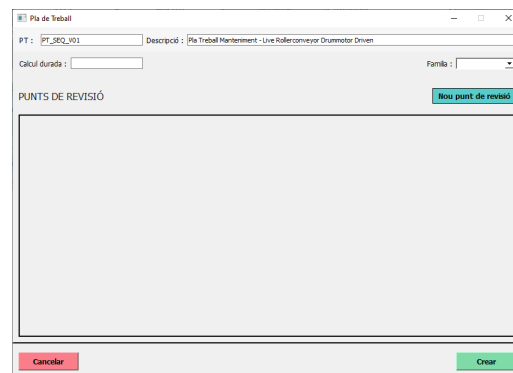 Pla de Treball
PT : PT_SEQ_V01 Descripció : Pla Treball Manteniment - Live Rollerconveyor Drummotor Driven
Calcul durada : Familia :
PUNTS DE REVISIÓ Nou punt de revisió
Cancelar Crear